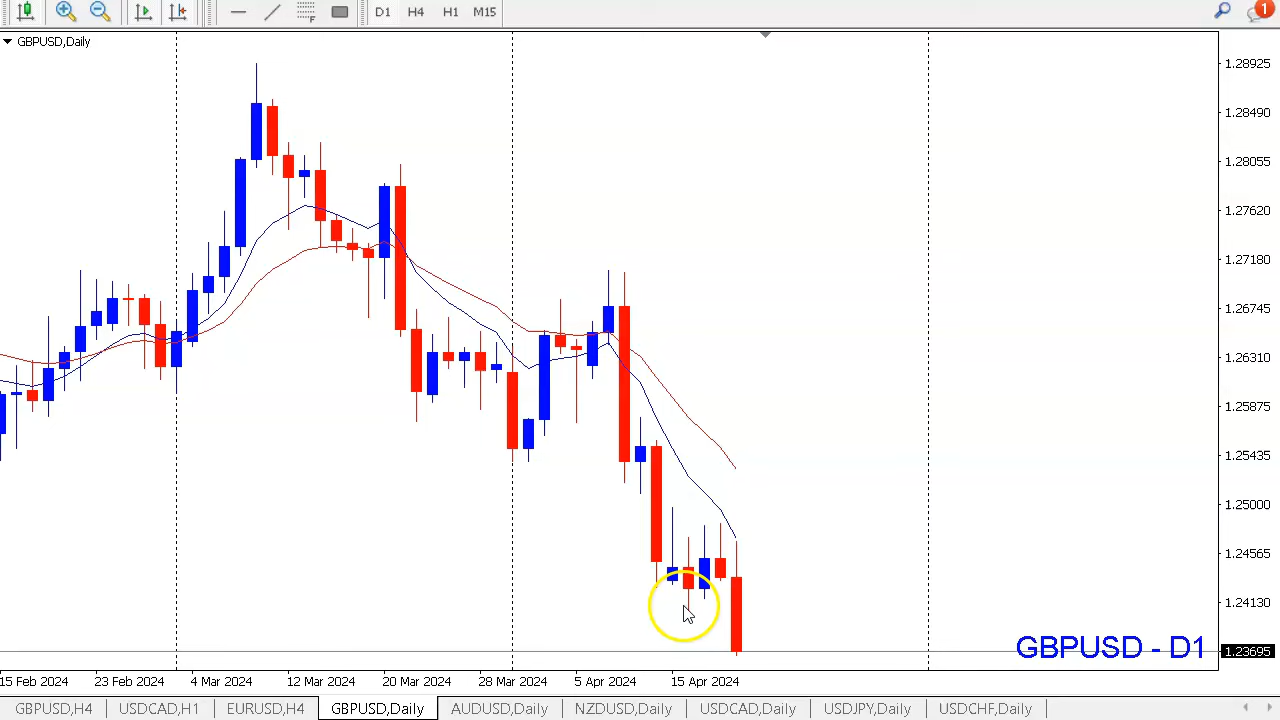 D1 H4 H1 M15
1
GBPUSD,Daily
1.28925
1.28490
1.28055
1.27620
1.27180
1.26745
1.26310
1.25875
1.25435
1.25000
1.24565
1.24130
GBPUSD - D1
1.23695
15 Feb 2024 23 Feb 2024 4 Mar 2024 12 Mar 2024 20 Mar 2024 28 Mar 2024 5 Apr 2024 15 Apr 2024
GBPUSD,H4 USDCAD,H1 EURUSD,H4 GBPUSD,Daily AUDUSD,Daily NZDUSD,Daily USDCAD,Daily USDJPY,Daily USDCHF,Daily